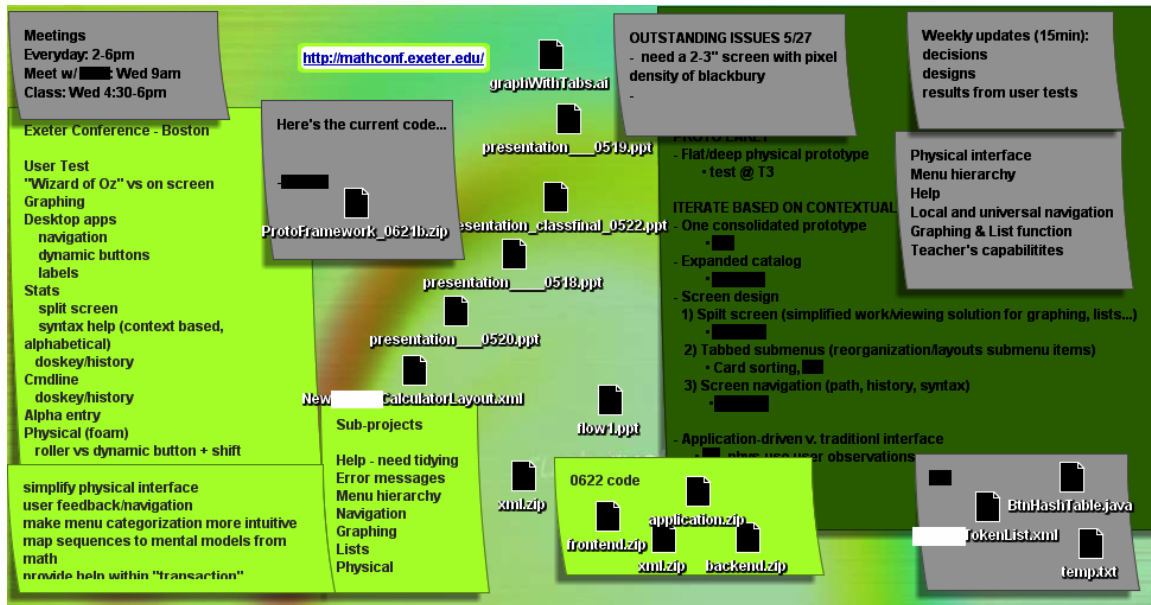 Meetings
Everyday: 2-6pm
Meet w/ : Wed 9am
Class: Wed 4:30-6pm
http://mathconf.exeter.edu/
graphWithTabs.ai
OUTSTANDING ISSUES 5/27
- need a 2-3" screen with pixel
density of blackbury
-
Weekly updates (15min):
decisions
designs
results from user tests
Exeter Conference - Boston
User Test
"Wizard of Oz" vs on screen
Graphing
Desktop apps
navigation
dynamic buttons
labels
Stats
split screen
syntax help (context based,
alphabetical)
doskey/history
Cmdline
doskey/history
Alpha entry
Physical (foam)
roller vs dynamic button + shift
Here's the current code...
-
ProtoFramework_0621b.zip
presentation___0519.ppt
presentation_classfinal_0522.ppt
presentation____0518.ppt
presentation___0520.ppt
New CalculatorLayout.xml
flow1.ppt
xml.zip
- Flat/deep physical prototype
• test @ T3
ITERATE BASED ON CONTEXTUAL
- One consolidated prototype
•
- Expanded catalog
•
- Screen design
1) Spilt screen (simplified work/viewing solution for graphing, lists...)
•
2) Tabbed submenus (reorganization/layouts submenu items)
• Card sorting,
3) Screen navigation (path, history, syntax)
•
- Application-driven v. traditionl interface
• phys use user observations
Physical interface
Menu hierarchy
Help
Local and universal navigation
Graphing & List function
Teacher's capabilitites
simplify physical interface
user feedback/navigation
make menu categorization more intuitive
map sequences to mental models from
math
provide help within "transaction"
Sub-projects
Help - need tidying
Error messages
Menu hierarchy
Navigation
Graphing
Lists
Physical
0622 code
application.zip
frontend.zip
xml.zip
backend.zip
BtnHashTable.java
TokenList.xml
temp.txt